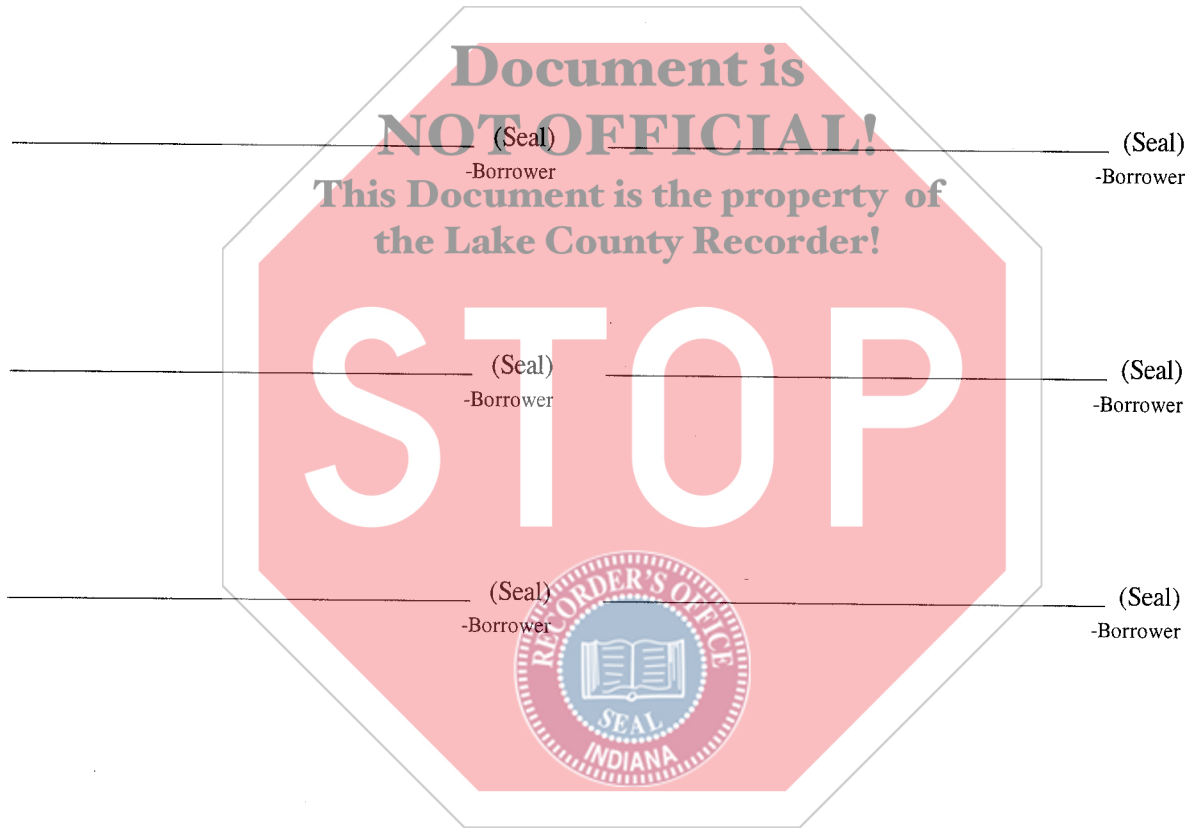 Document is
NOT OFFICIAL!
(Seal) (Seal)
-Borrower -Borrower
This Document is the property of
the Lake County Recorder!
STOP
(Seal) (Seal)
-Borrower -Borrower
(Seal) (Seal)
-Borrower -Borrower
RECORDER'S OFFICE
SEAL
INDIANA